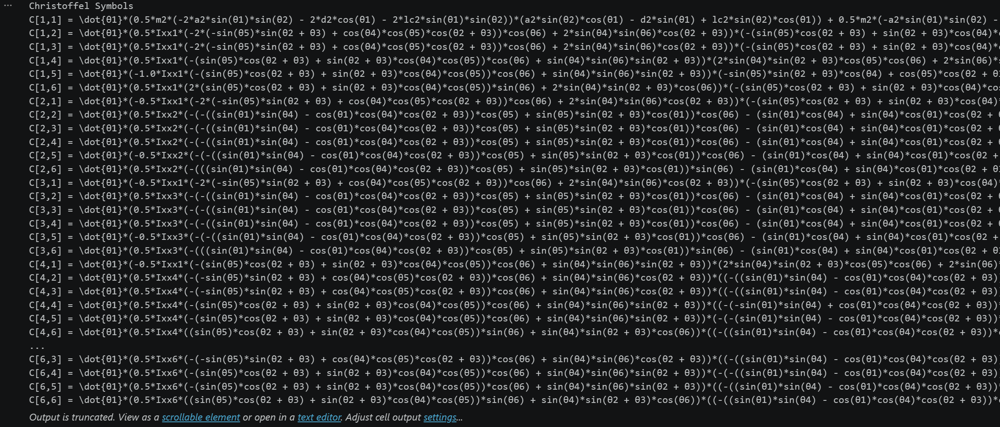 ...
Christoffel Symbols
C[1,1] = \dot{θ1}*(0.5*m2*(-2*a2*sin(θ1)*sin(θ2) - 2*d2*cos(θ1) - 2*lc2*sin(θ1)*sin(θ2))*(a2*sin(θ2)*cos(θ1) - d2*sin(θ1) + lc2*sin(θ2)*cos(θ1)) + 0.5*m2*(-a2*sin(θ1)*sin(θ2) -
C[1,2] = \dot{θ1}*(0.5*Ixx1*(-2*(-sin(θ5)*sin(θ2 + θ3) + cos(θ4)*cos(θ5)*cos(θ2 + θ3))*cos(θ6) + 2*sin(θ4)*sin(θ6)*cos(θ2 + θ3))*(-(sin(θ5)*cos(θ2 + θ3) + sin(θ2 + θ3)*cos(θ4)*
C[1,3] = \dot{θ1}*(0.5*Ixx1*(-2*(-sin(θ5)*sin(θ2 + θ3) + cos(θ4)*cos(θ5)*cos(θ2 + θ3))*cos(θ6) + 2*sin(θ4)*sin(θ6)*cos(θ2 + θ3))*(-(sin(θ5)*cos(θ2 + θ3) + sin(θ2 + θ3)*cos(θ4)*
C[1,4] = \dot{θ1}*(0.5*Ixx1*(-(sin(θ5)*cos(θ2 + θ3) + sin(θ2 + θ3)*cos(θ4)*cos(θ5))*cos(θ6) + sin(θ4)*sin(θ6)*sin(θ2 + θ3))*(2*sin(θ4)*sin(θ2 + θ3)*cos(θ5)*cos(θ6) + 2*sin(θ6)*
C[1,5] = \dot{θ1}*(-1.0*Ixx1*(-(sin(θ5)*cos(θ2 + θ3) + sin(θ2 + θ3)*cos(θ4)*cos(θ5))*cos(θ6) + sin(θ4)*sin(θ6)*sin(θ2 + θ3))*(-sin(θ5)*sin(θ2 + θ3)*cos(θ4) + cos(θ5)*cos(θ2 +
C[1,6] = \dot{θ1}*(0.5*Ixx1*(2*(sin(θ5)*cos(θ2 + θ3) + sin(θ2 + θ3)*cos(θ4)*cos(θ5))*sin(θ6) + 2*sin(θ4)*sin(θ2 + θ3)*cos(θ6))*(-(sin(θ5)*cos(θ2 + θ3) + sin(θ2 + θ3)*cos(θ4)*
C[2,1] = \dot{θ1}*(-0.5*Ixx1*(-2*(-sin(θ5)*sin(θ2 + θ3) + cos(θ4)*cos(θ5)*cos(θ2 + θ3))*cos(θ6) + 2*sin(θ4)*sin(θ6)*cos(θ2 + θ3))*(-(sin(θ5)*cos(θ2 + θ3) + sin(θ2 + θ3)*cos(θ4)
C[2,2] = \dot{θ1}*(0.5*Ixx2*(-(-((sin(θ1)*sin(θ4) - cos(θ1)*cos(θ4)*cos(θ2 + θ3))*cos(θ5) + sin(θ5)*sin(θ2 + θ3)*cos(θ1))*cos(θ6) - (sin(θ1)*cos(θ4) + sin(θ4)*cos(θ1)*cos(θ2 +
C[2,3] = \dot{θ1}*(0.5*Ixx2*(-(-((sin(θ1)*sin(θ4) - cos(θ1)*cos(θ4)*cos(θ2 + θ3))*cos(θ5) + sin(θ5)*sin(θ2 + θ3)*cos(θ1))*cos(θ6) - (sin(θ1)*cos(θ4) + sin(θ4)*cos(θ1)*cos(θ2 +
C[2,4] = \dot{θ1}*(0.5*Ixx2*(-(-((sin(θ1)*sin(θ4) - cos(θ1)*cos(θ4)*cos(θ2 + θ3))*cos(θ5) + sin(θ5)*sin(θ2 + θ3)*cos(θ1))*cos(θ6) - (sin(θ1)*cos(θ4) + sin(θ4)*cos(θ1)*cos(θ2 +
C[2,5] = \dot{θ1}*(-0.5*Ixx2*(-(-((sin(θ1)*sin(θ4) - cos(θ1)*cos(θ4)*cos(θ2 + θ3))*cos(θ5) + sin(θ5)*sin(θ2 + θ3)*cos(θ1))*cos(θ6) - (sin(θ1)*cos(θ4) + sin(θ4)*cos(θ1)*cos(θ2 +
C[2,6] = \dot{θ1}*(0.5*Ixx2*(-(((sin(θ1)*sin(θ4) - cos(θ1)*cos(θ4)*cos(θ2 + θ3))*cos(θ5) + sin(θ5)*sin(θ2 + θ3)*cos(θ1))*sin(θ6) - (sin(θ1)*cos(θ4) + sin(θ4)*cos(θ1)*cos(θ2 +
C[3,1] = \dot{θ1}*(-0.5*Ixx1*(-2*(-sin(θ5)*sin(θ2 + θ3) + cos(θ4)*cos(θ5)*cos(θ2 + θ3))*cos(θ6) + 2*sin(θ4)*sin(θ6)*cos(θ2 + θ3))*(-(sin(θ5)*cos(θ2 + θ3) + sin(θ2 + θ3)*cos(θ4)
C[3,2] = \dot{θ1}*(0.5*Ixx3*(-(-((sin(θ1)*sin(θ4) - cos(θ1)*cos(θ4)*cos(θ2 + θ3))*cos(θ5) + sin(θ5)*sin(θ2 + θ3)*cos(θ1))*cos(θ6) - (sin(θ1)*cos(θ4) + sin(θ4)*cos(θ1)*cos(θ2 +
C[3,3] = \dot{θ1}*(0.5*Ixx3*(-(-((sin(θ1)*sin(θ4) - cos(θ1)*cos(θ4)*cos(θ2 + θ3))*cos(θ5) + sin(θ5)*sin(θ2 + θ3)*cos(θ1))*cos(θ6) - (sin(θ1)*cos(θ4) + sin(θ4)*cos(θ1)*cos(θ2 +
C[3,4] = \dot{θ1}*(0.5*Ixx3*(-(-((sin(θ1)*sin(θ4) - cos(θ1)*cos(θ4)*cos(θ2 + θ3))*cos(θ5) + sin(θ5)*sin(θ2 + θ3)*cos(θ1))*cos(θ6) - (sin(θ1)*cos(θ4) + sin(θ4)*cos(θ1)*cos(θ2 +
C[3,5] = \dot{θ1}*(-0.5*Ixx3*(-(-((sin(θ1)*sin(θ4) - cos(θ1)*cos(θ4)*cos(θ2 + θ3))*cos(θ5) + sin(θ5)*sin(θ2 + θ3)*cos(θ1))*cos(θ6) - (sin(θ1)*cos(θ4) + sin(θ4)*cos(θ1)*cos(θ2 +
C[3,6] = \dot{θ1}*(0.5*Ixx3*(-(((sin(θ1)*sin(θ4) - cos(θ1)*cos(θ4)*cos(θ2 + θ3))*cos(θ5) + sin(θ5)*sin(θ2 + θ3)*cos(θ1))*sin(θ6) - (sin(θ1)*cos(θ4) + sin(θ4)*cos(θ1)*cos(θ2 +
C[4,1] = \dot{θ1}*(-0.5*Ixx1*(-(sin(θ5)*cos(θ2 + θ3) + sin(θ2 + θ3)*cos(θ4)*cos(θ5))*cos(θ6) + sin(θ4)*sin(θ6)*sin(θ2 + θ3))*(2*sin(θ4)*sin(θ2 + θ3)*cos(θ5)*cos(θ6) + 2*sin(θ6)
C[4,2] = \dot{θ1}*(0.5*Ixx4*(-(-sin(θ5)*sin(θ2 + θ3) + cos(θ4)*cos(θ5)*cos(θ2 + θ3))*cos(θ6) + sin(θ4)*sin(θ6)*cos(θ2 + θ3))*((-((sin(θ1)*sin(θ4) - cos(θ1)*cos(θ4)*cos(θ2 + θ3)
C[4,3] = \dot{θ1}*(0.5*Ixx4*(-(-sin(θ5)*sin(θ2 + θ3) + cos(θ4)*cos(θ5)*cos(θ2 + θ3))*cos(θ6) + sin(θ4)*sin(θ6)*cos(θ2 + θ3))*((-((sin(θ1)*sin(θ4) - cos(θ1)*cos(θ4)*cos(θ2 + θ3)
C[4,4] = \dot{θ1}*(0.5*Ixx4*(-(sin(θ5)*cos(θ2 + θ3) + sin(θ2 + θ3)*cos(θ4)*cos(θ5))*cos(θ6) + sin(θ4)*sin(θ6)*sin(θ2 + θ3))*((-(-sin(θ1)*sin(θ4) + cos(θ1)*cos(θ4)*cos(θ2 + θ3))
C[4,5] = \dot{θ1}*(0.5*Ixx4*(-(sin(θ5)*cos(θ2 + θ3) + sin(θ2 + θ3)*cos(θ4)*cos(θ5))*cos(θ6) + sin(θ4)*sin(θ6)*sin(θ2 + θ3))*(-(-(sin(θ1)*sin(θ4) - cos(θ1)*cos(θ4)*cos(θ2 + θ3))
C[4,6] = \dot{θ1}*(0.5*Ixx4*((sin(θ5)*cos(θ2 + θ3) + sin(θ2 + θ3)*cos(θ4)*cos(θ5))*sin(θ6) + sin(θ4)*sin(θ2 + θ3)*cos(θ6))*((-((sin(θ1)*sin(θ4) - cos(θ1)*cos(θ4)*cos(θ2 + θ3))*
...
C[6,3] = \dot{θ1}*(0.5*Ixx6*(-(-sin(θ5)*sin(θ2 + θ3) + cos(θ4)*cos(θ5)*cos(θ2 + θ3))*cos(θ6) + sin(θ4)*sin(θ6)*cos(θ2 + θ3))*((-((sin(θ1)*sin(θ4) - cos(θ1)*cos(θ4)*cos(θ2 + θ3)
C[6,4] = \dot{θ1}*(0.5*Ixx6*(-(sin(θ5)*cos(θ2 + θ3) + sin(θ2 + θ3)*cos(θ4)*cos(θ5))*cos(θ6) + sin(θ4)*sin(θ6)*sin(θ2 + θ3))*(-(-((sin(θ1)*sin(θ4) - cos(θ1)*cos(θ4)*cos(θ2 + θ3)
C[6,5] = \dot{θ1}*(0.5*Ixx6*(-(sin(θ5)*cos(θ2 + θ3) + sin(θ2 + θ3)*cos(θ4)*cos(θ5))*cos(θ6) + sin(θ4)*sin(θ6)*sin(θ2 + θ3))*((-((sin(θ1)*sin(θ4) - cos(θ1)*cos(θ4)*cos(θ2 + θ3))
C[6,6] = \dot{θ1}*(0.5*Ixx6*((sin(θ5)*cos(θ2 + θ3) + sin(θ2 + θ3)*cos(θ4)*cos(θ5))*sin(θ6) + sin(θ4)*sin(θ2 + θ3)*cos(θ6))*((-((sin(θ1)*sin(θ4) - cos(θ1)*cos(θ4)*cos(θ2 + θ3))*
Output is truncated. View as a scrollable element or open in a text editor. Adjust cell output settings...